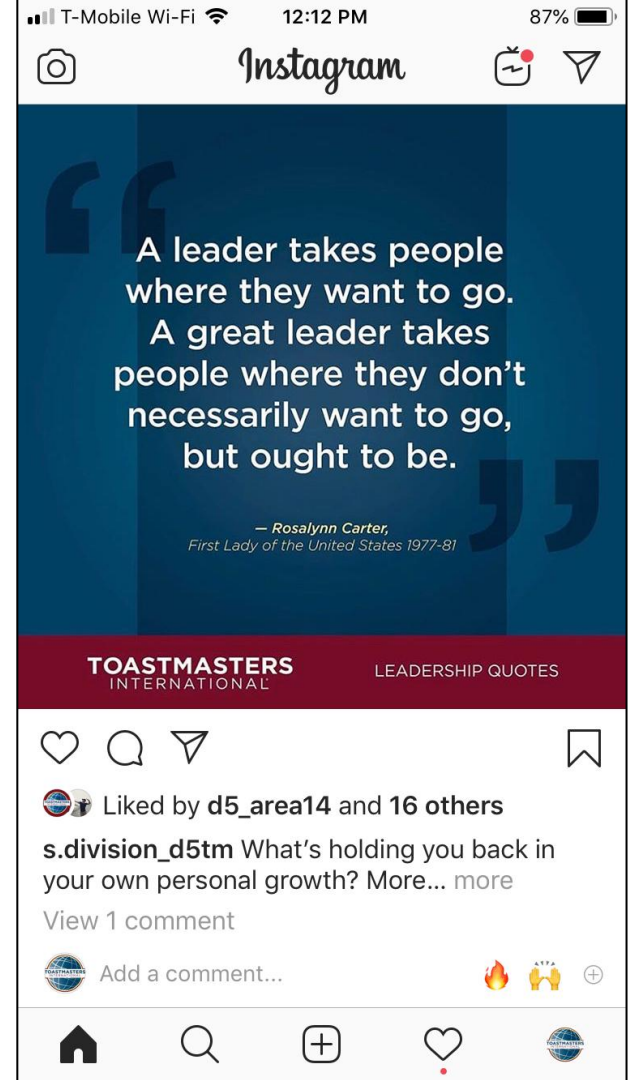 T-Mobile Wi-Fi 12:12 PM 87%
Instagram
“
A leader takes people
where they want to go.
A great leader takes
people where they don’t
necessarily want to go,
but ought to be.
”
— Rosalynn Carter,
First Lady of the United States 1977-81
TOASTMASTERS
INTERNATIONAL
LEADERSHIP QUOTES
Liked by d5_area14 and 16 others
s.division_d5tm What’s holding you back in
your own personal growth? More... more
View 1 comment
TOASTMASTERS
Add a comment...
TOASTMASTERS